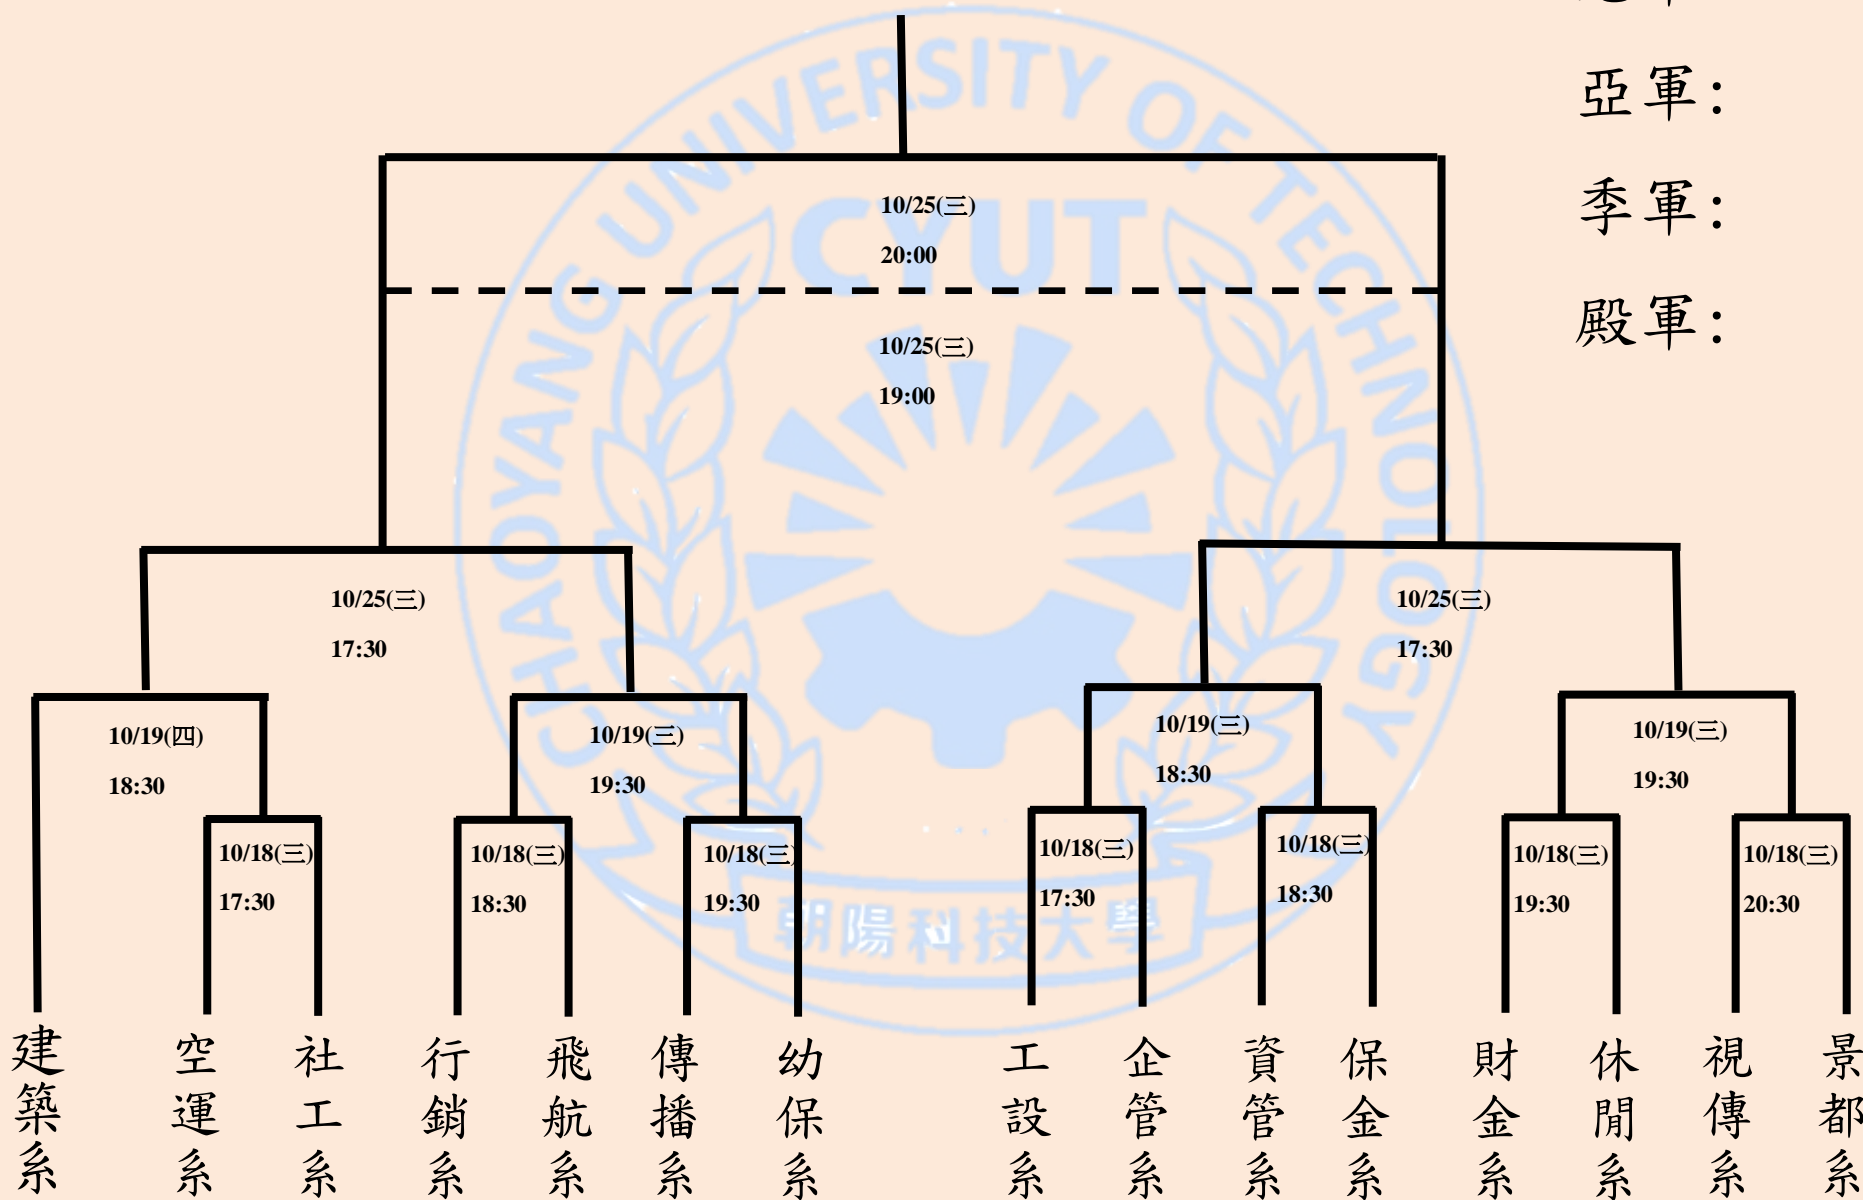 亞軍:
季軍:
殿軍:
CHAOYANG UNIVERSITY OF TECHNOLOGY
CYUT
10/25(三)
20:00
10/25(三)
19:00
10/25(三)
17:30
10/25(三)
17:30
10/19(四)
18:30
10/19(三)
19:30
10/19(三)
18:30
10/19(三)
19:30
10/18(三)
17:30
10/18(三)
18:30
10/18(三)
19:30
10/18(三)
17:30
10/18(三)
18:30
10/18(三)
19:30
10/18(三)
20:30
朝陽科技大學
建築系
空運系
社工系
行銷系
飛航系
傳播系
幼保系
工設系
企管系
資管系
保金系
財金系
休閒系
視傳系
景都系